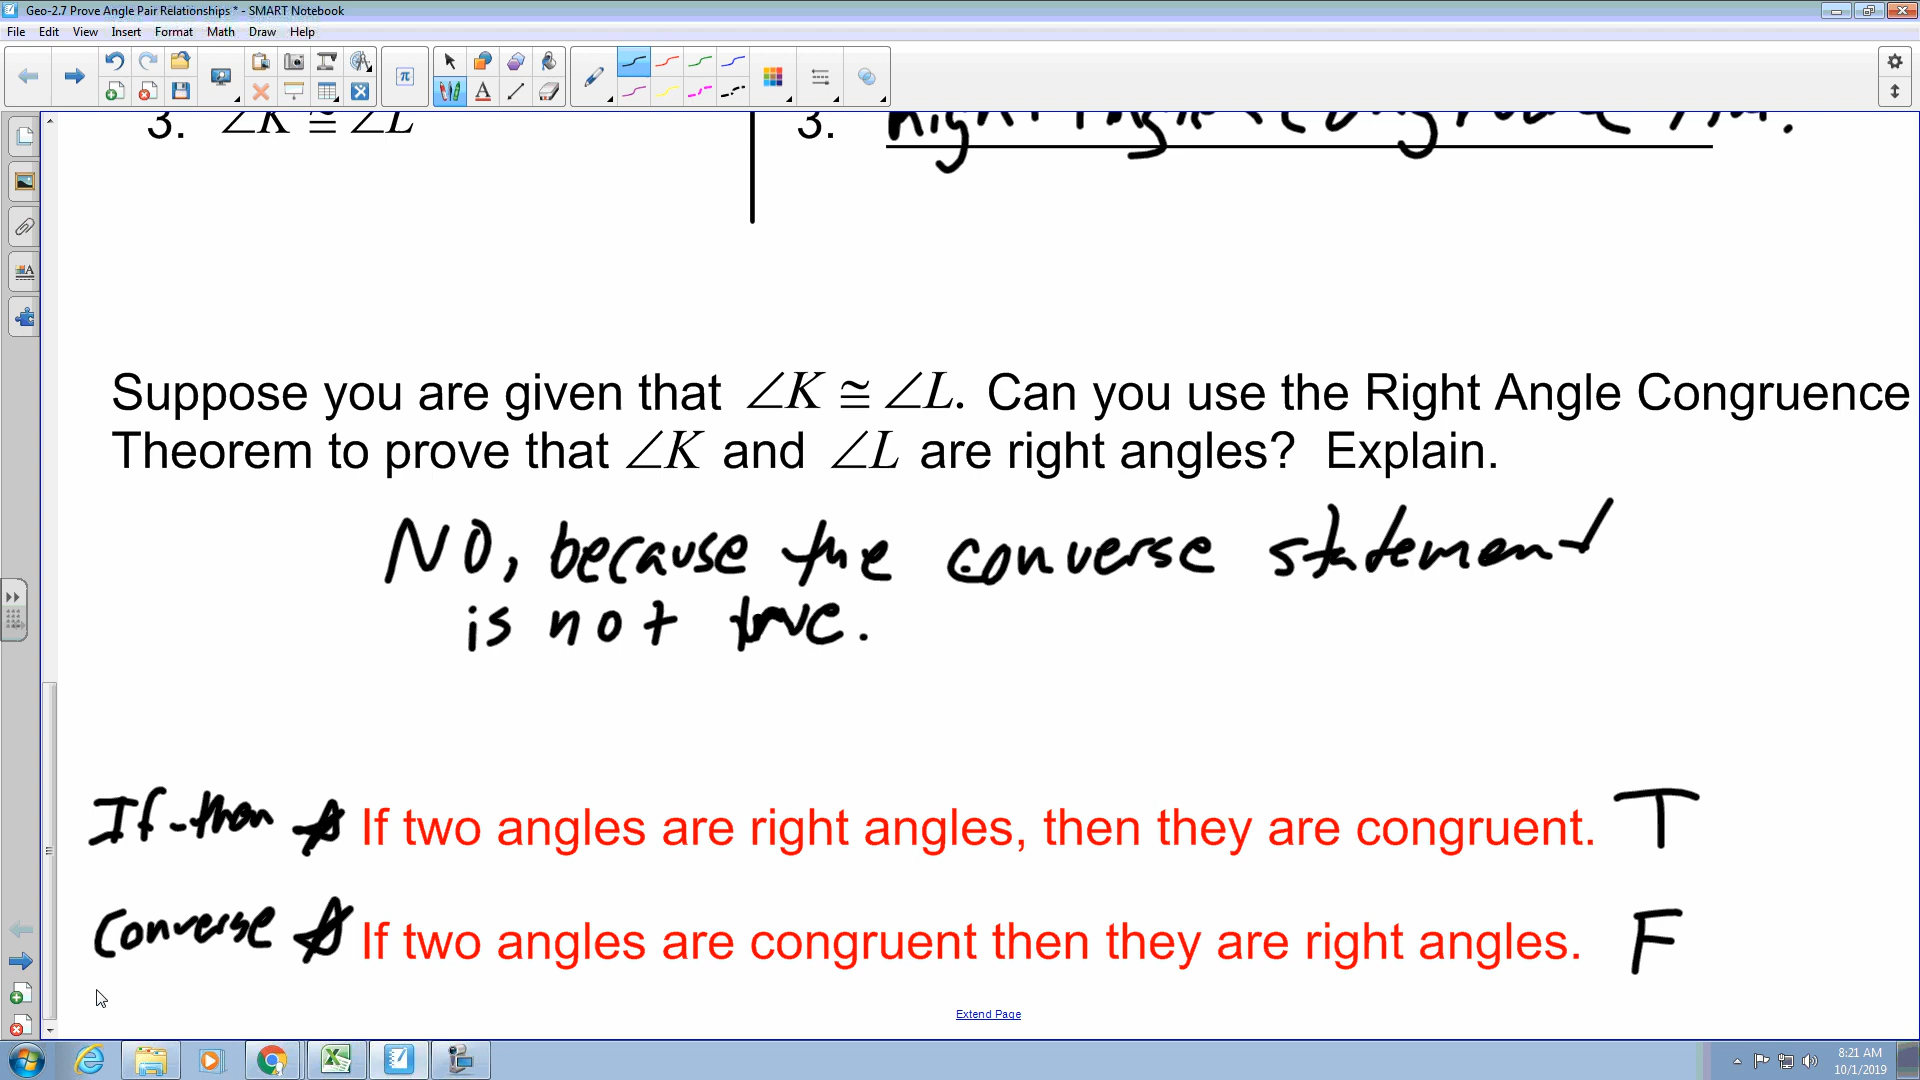 Geo-2.7 Prove Angle Pair Relationships * - SMART Notebook
File Edit View Insert Format Math Draw Help
3. ∠K ≅ ∠L
3. Right Angle Congruence Thm.
Suppose you are given that ∠K ≅ ∠L. Can you use the Right Angle Congruence
Theorem to prove that ∠K and ∠L are right angles? Explain.
NO, because the converse statement
is not true.
If-then If two angles are right angles, then they are congruent. T
Converse If two angles are congruent then they are right angles. F
Extend Page
8:21 AM
10/1/2019